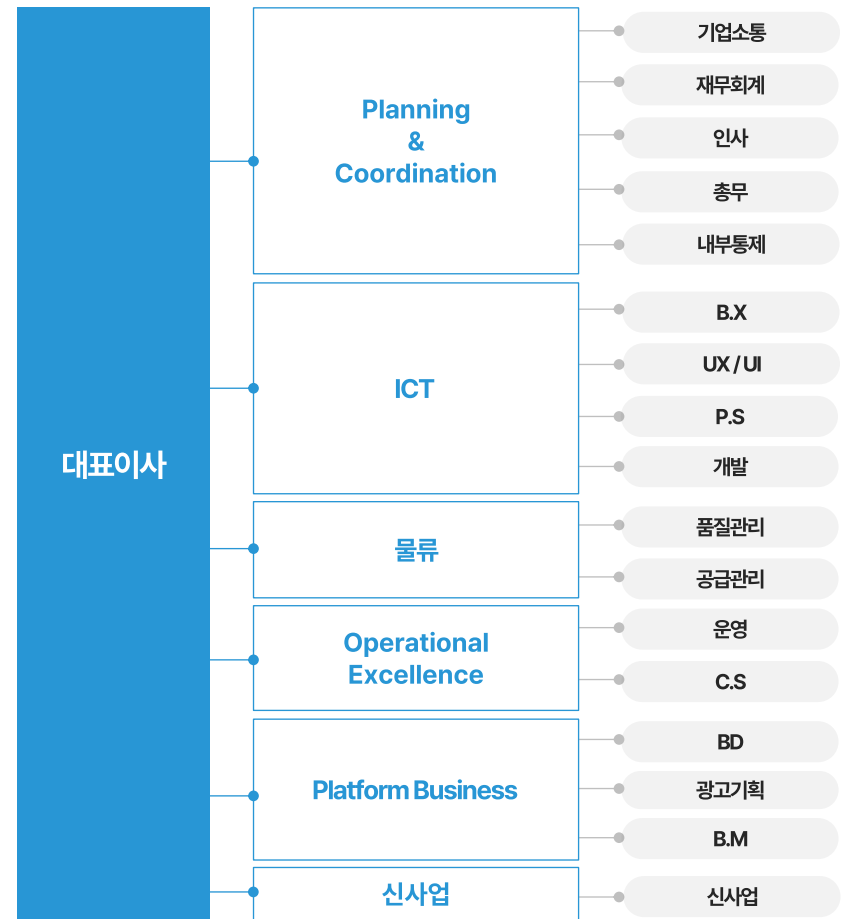 대표이사
Planning
&
Coordination
기업소통
재무회계
인사
총무
내부통제
ICT
B.X
UX / UI
P.S
개발
물류
품질관리
공급관리
Operational
Excellence
운영
C.S
Platform Business
BD
광고기획
B.M
신사업
신사업